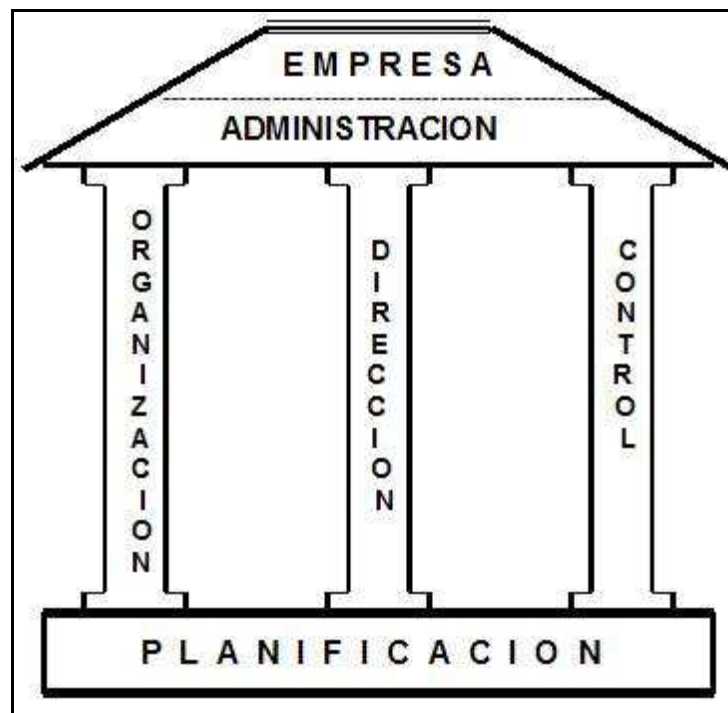 EMPRESA
ADMINISTRACION
ORGANIZACION
DIRECCION
CONTROL
PLANIFICACION